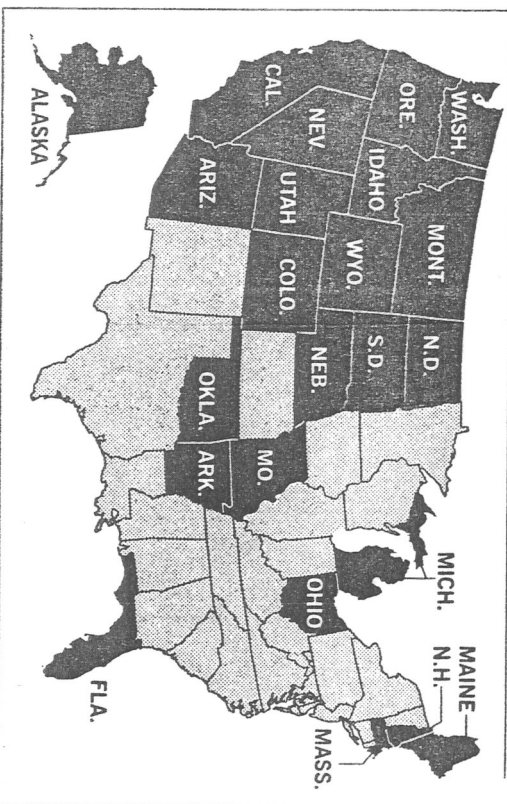 WASH.
ORE.
CAL.
NEV
IDAHO
MONT.
WYO.
UTAH
ARIZ.
COLO.
N.D.
S.D.
NEB.
OKLA.
MO.
ARK.
MICH.
OHIO
MAINE
N.H.
MASS.
FLA.
ALASKA